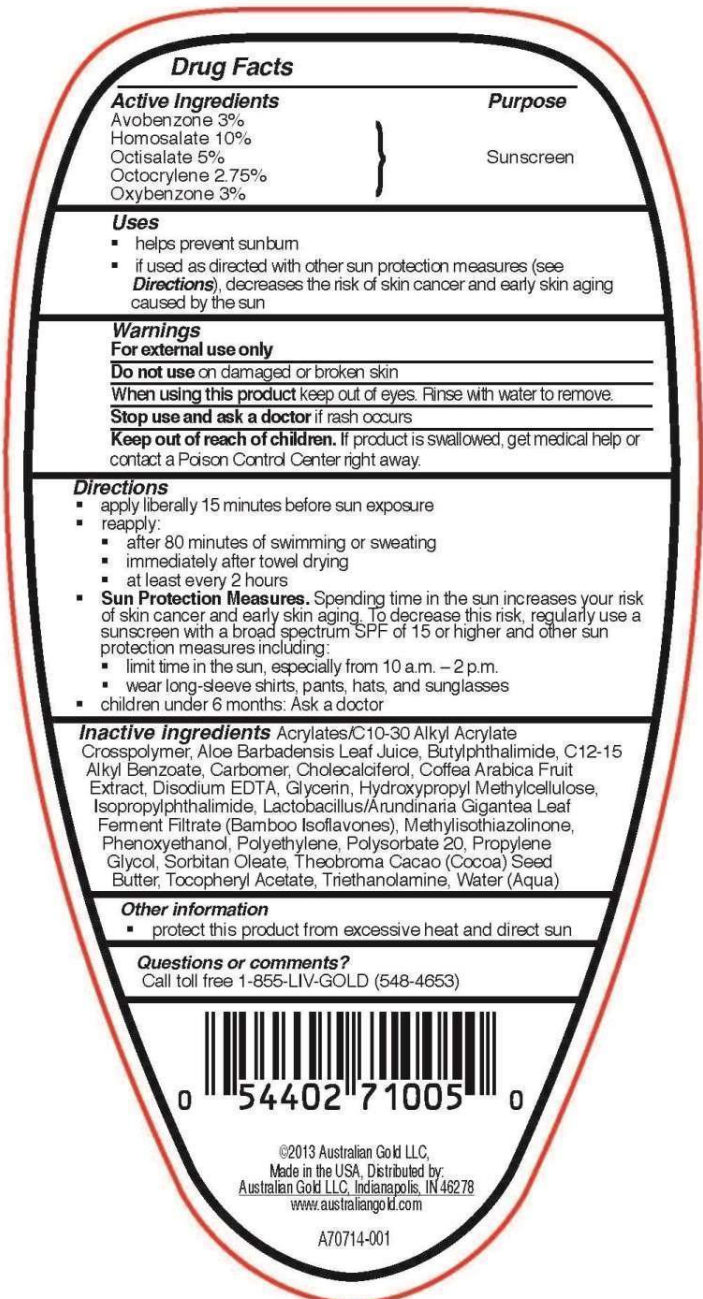 Drug Facts
Active Ingredients Purpose
Avobenzone 3%
Homosalate 10%
Octisalate 5% Sunscreen
Octocrylene 2.75%
Oxybenzone 3%
Uses
▪ helps prevent sunburn
▪ if used as directed with other sun protection measures (see
Directions), decreases the risk of skin cancer and early skin aging
caused by the sun
Warnings
For external use only
Do not use on damaged or broken skin
When using this product keep out of eyes. Rinse with water to remove.
Stop use and ask a doctor if rash occurs
Keep out of reach of children. If product is swallowed, get medical help or
contact a Poison Control Center right away.
Directions
▪ apply liberally 15 minutes before sun exposure
▪ reapply:
▪ after 80 minutes of swimming or sweating
▪ immediately after towel drying
▪ at least every 2 hours
▪ Sun Protection Measures. Spending time in the sun increases your risk
of skin cancer and early skin aging. To decrease this risk, regularly use a
sunscreen with a broad spectrum SPF of 15 or higher and other sun
protection measures including:
▪ limit time in the sun, especially from 10 a.m. – 2 p.m.
▪ wear long-sleeve shirts, pants, hats, and sunglasses
▪ children under 6 months: Ask a doctor
Inactive ingredients Acrylates/C10-30 Alkyl Acrylate
Crosspolymer, Aloe Barbadensis Leaf Juice, Butylphthalimide, C12-15
Alkyl Benzoate, Carbomer, Cholecalciferol, Coffea Arabica Fruit
Extract, Disodium EDTA, Glycerin, Hydroxypropyl Methylcellulose,
Isopropylphthalimide, Lactobacillus/Arundinaria Gigantea Leaf
Ferment Filtrate (Bamboo Isoflavones), Methylisothiazolinone,
Phenoxyethanol, Polyethylene, Polysorbate 20, Propylene
Glycol, Sorbitan Oleate, Theobroma Cacao (Cocoa) Seed
Butter, Tocopheryl Acetate, Triethanolamine, Water (Aqua)
Other information
▪ protect this product from excessive heat and direct sun
Questions or comments?
Call toll free 1-855-LIV-GOLD (548-4653)
0 54402 71005 0
©2013 Australian Gold LLC,
Made in the USA, Distributed by:
Australian Gold LLC, Indianapolis, IN 46278
www.australiangold.com
A70714-001